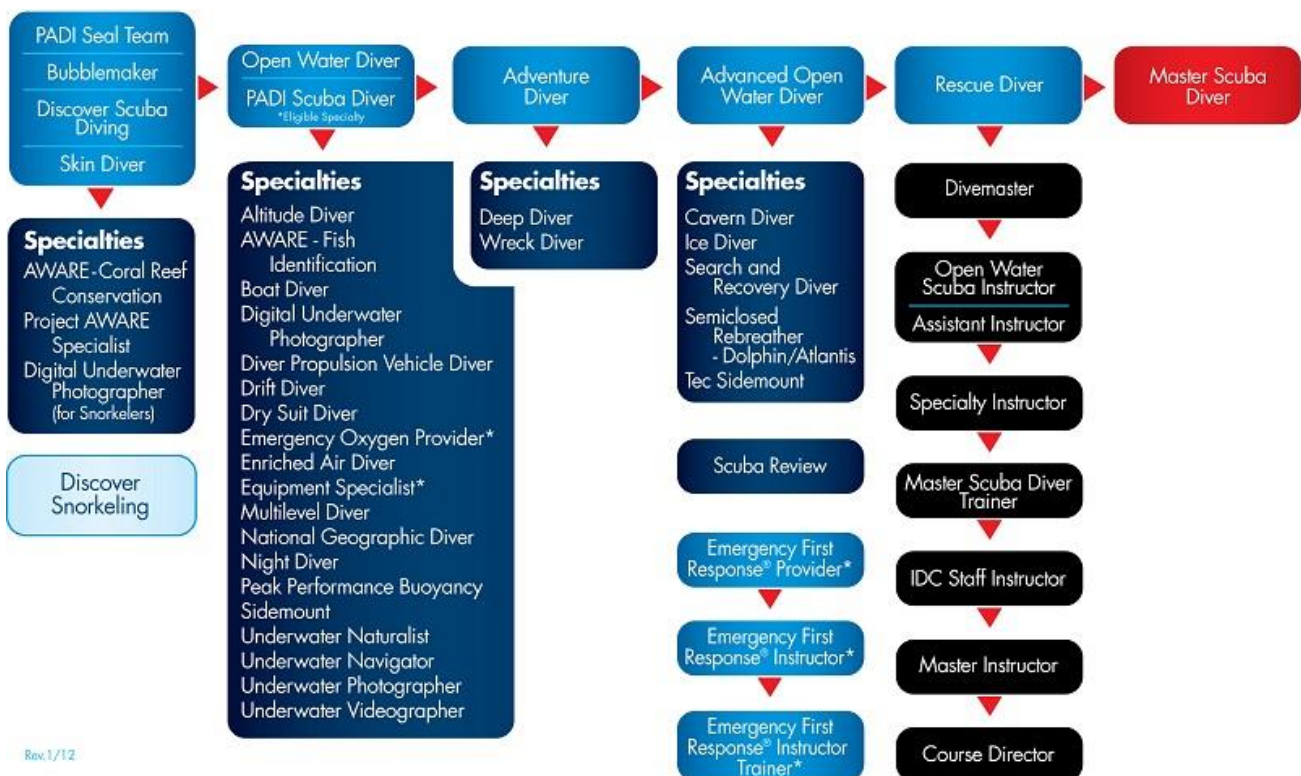 PADI Seal Team
Bubblemaker
Discover Scuba
Diving
Skin Diver
Specialties
AWARE-Coral Reef
Conservation
Project AWARE
Specialist
Digital Underwater
Photographer
(for Snorkelers)
Discover
Snorkeling
Open Water Diver
PADI Scuba Diver
*Eligible Specialty
Specialties
Altitude Diver
AWARE - Fish
Identification
Boat Diver
Digital Underwater
Photographer
Diver Propulsion Vehicle Diver
Drift Diver
Dry Suit Diver
Emergency Oxygen Provider*
Enriched Air Diver
Equipment Specialist*
Multilevel Diver
National Geographic Diver
Night Diver
Peak Performance Buoyancy
Sidemount
Underwater Naturalist
Underwater Navigator
Underwater Photographer
Underwater Videographer
Adventure
Diver
Specialties
Deep Diver
Wreck Diver
Advanced Open
Water Diver
Specialties
Cavern Diver
Ice Diver
Search and
Recovery Diver
Semiclosed
Rebreather
- Dolphin/Atlantis
Tec Sidemount
Scuba Review
Emergency First
Response® Provider*
Emergency First
Response® Instructor*
Emergency First
Response® Instructor
Trainer*
Rescue Diver
Divemaster
Open Water
Scuba Instructor
Assistant Instructor
Specialty Instructor
Master Scuba Diver
Trainer
IDC Staff Instructor
Master Instructor
Course Director
Master Scuba
Diver
Rev.1/12